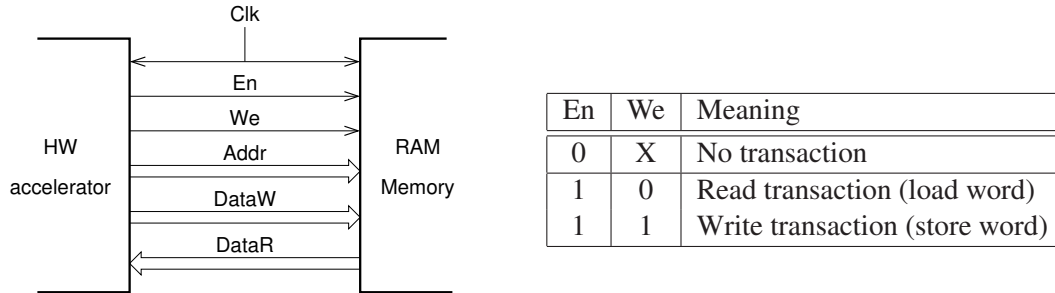 Clk
En
We
Addr
DataW
DataR
HW
accelerator
RAM
Memory
En We Meaning
0 X No transaction
1 0 Read transaction (load word)
1 1 Write transaction (store word)